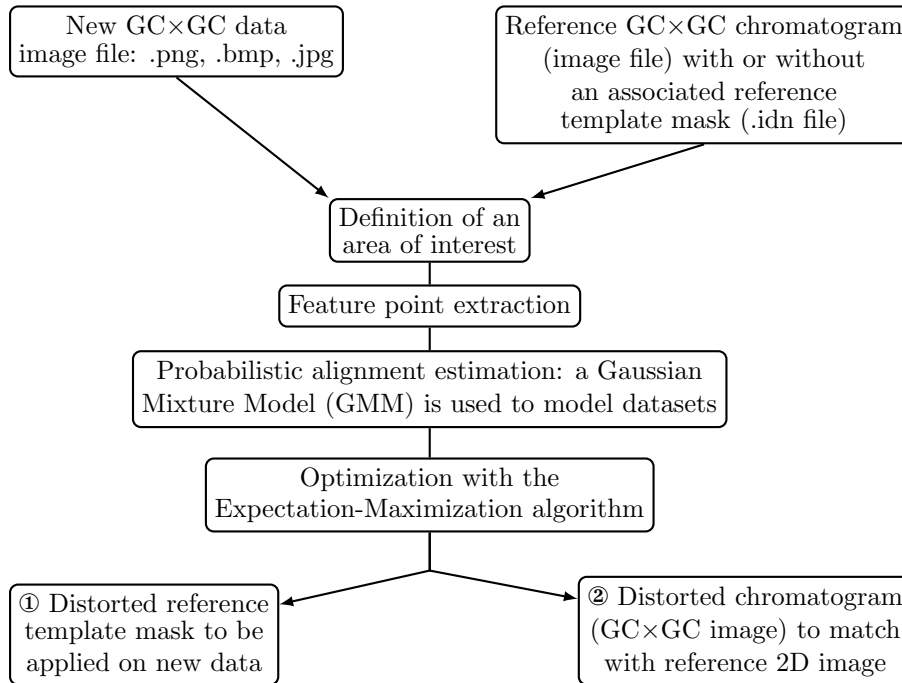 New GC×GC data
image file: .png, .bmp, .jpg
Reference GC×GC chromatogram
(image file) with or without
an associated reference
template mask (.idn file)
Definition of an
area of interest
Feature point extraction
Probabilistic alignment estimation: a Gaussian
Mixture Model (GMM) is used to model datasets
Optimization with the
Expectation-Maximization algorithm
① Distorted reference
template mask to be
applied on new data
② Distorted chromatogram
(GC×GC image) to match
with reference 2D image